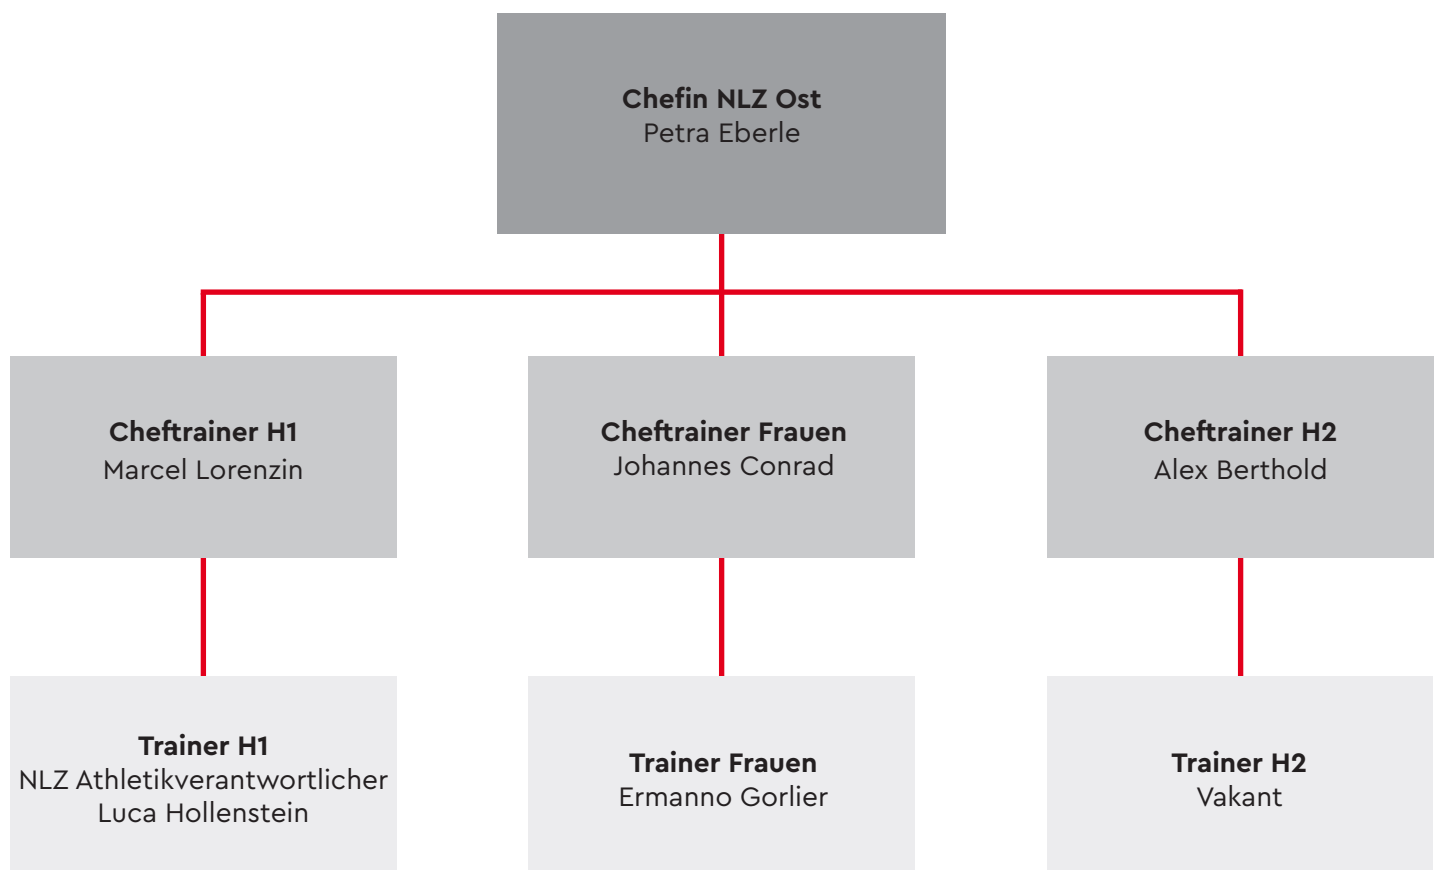 Chefin NLZ Ost
Petra Eberle
Cheftrainer H1
Marcel Lorenzin
Cheftrainer Frauen
Johannes Conrad
Cheftrainer H2
Alex Berthold
Trainer H1
NLZ Athletikverantwortlicher
Luca Hollenstein
Trainer Frauen
Ermanno Gorlier
Trainer H2
Vakant